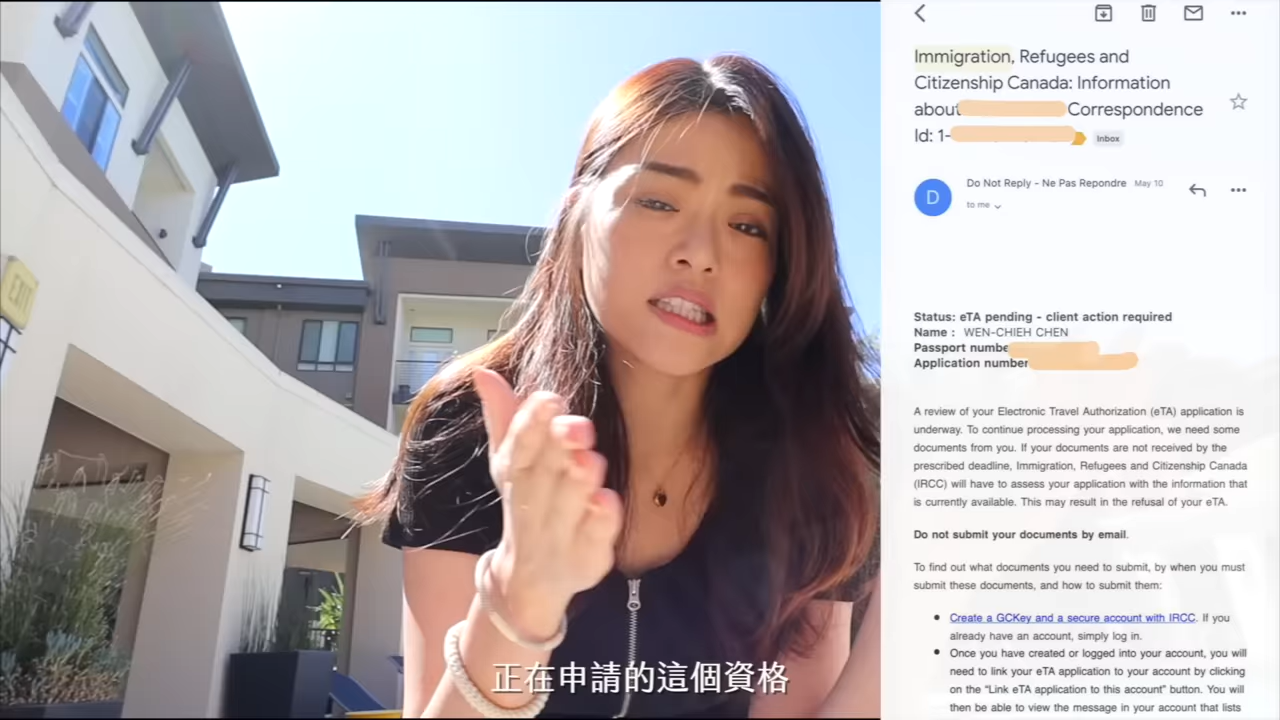 Immigration, Refugees and
Citizenship Canada: Information
about Correspondence
Id: 1- Inbox
D
Do Not Reply - Ne Pas Repondre May 10
to me
Status: eTA pending - client action required
Name : WEN-CHIEH CHEN
Passport numbe
Application number
A review of your Electronic Travel Authorization (eTA) application is
underway. To continue processing your application, we need some
documents from you. If your documents are not received by the
prescribed deadline, Immigration, Refugees and Citizenship Canada
(IRCC) will have to assess your application with the information that
is currently available. This may result in the refusal of your eTA.
Do not submit your documents by email.
To find out what documents you need to submit, by when you must
submit these documents, and how to submit them:
Create a GCKey and a secure account with IRCC. If you
already have an account, simply log in.
Once you have created or logged into your account, you will
need to link your eTA application to your account by clicking
on the “Link eTA application to this account” button. You will
then be able to view the message in your account that lists
EXIT
正在申請的這個資格